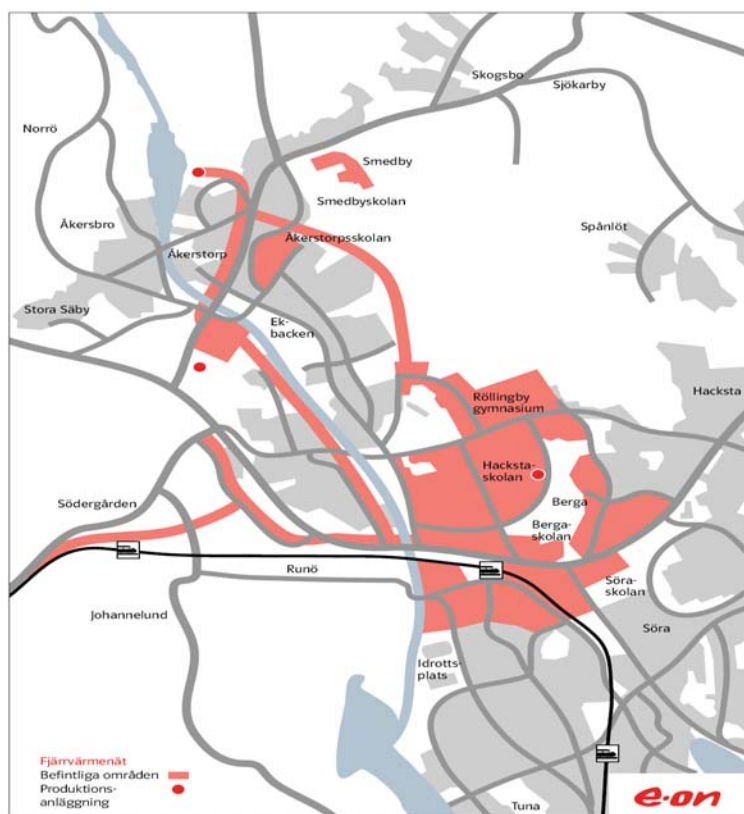 Skogsbo
Sjökarby
Norrö
Smedby
Smedbyskolan
Åkersbro
Åkerstorpsskolan
Spånlöt
Åkerstorp
Stora Säby
Ek-
backen
Hacksta
Röllingby
gymnasium
Hacksta-
skolan
Södergården
Berga
Berga-
skolan
Runö
Söra-
skolan
Johannelund
Söra
Idrotts-
plats
Fjärrvärmenät
Befintliga områden
Produktions-
anläggning
Tuna
e·on